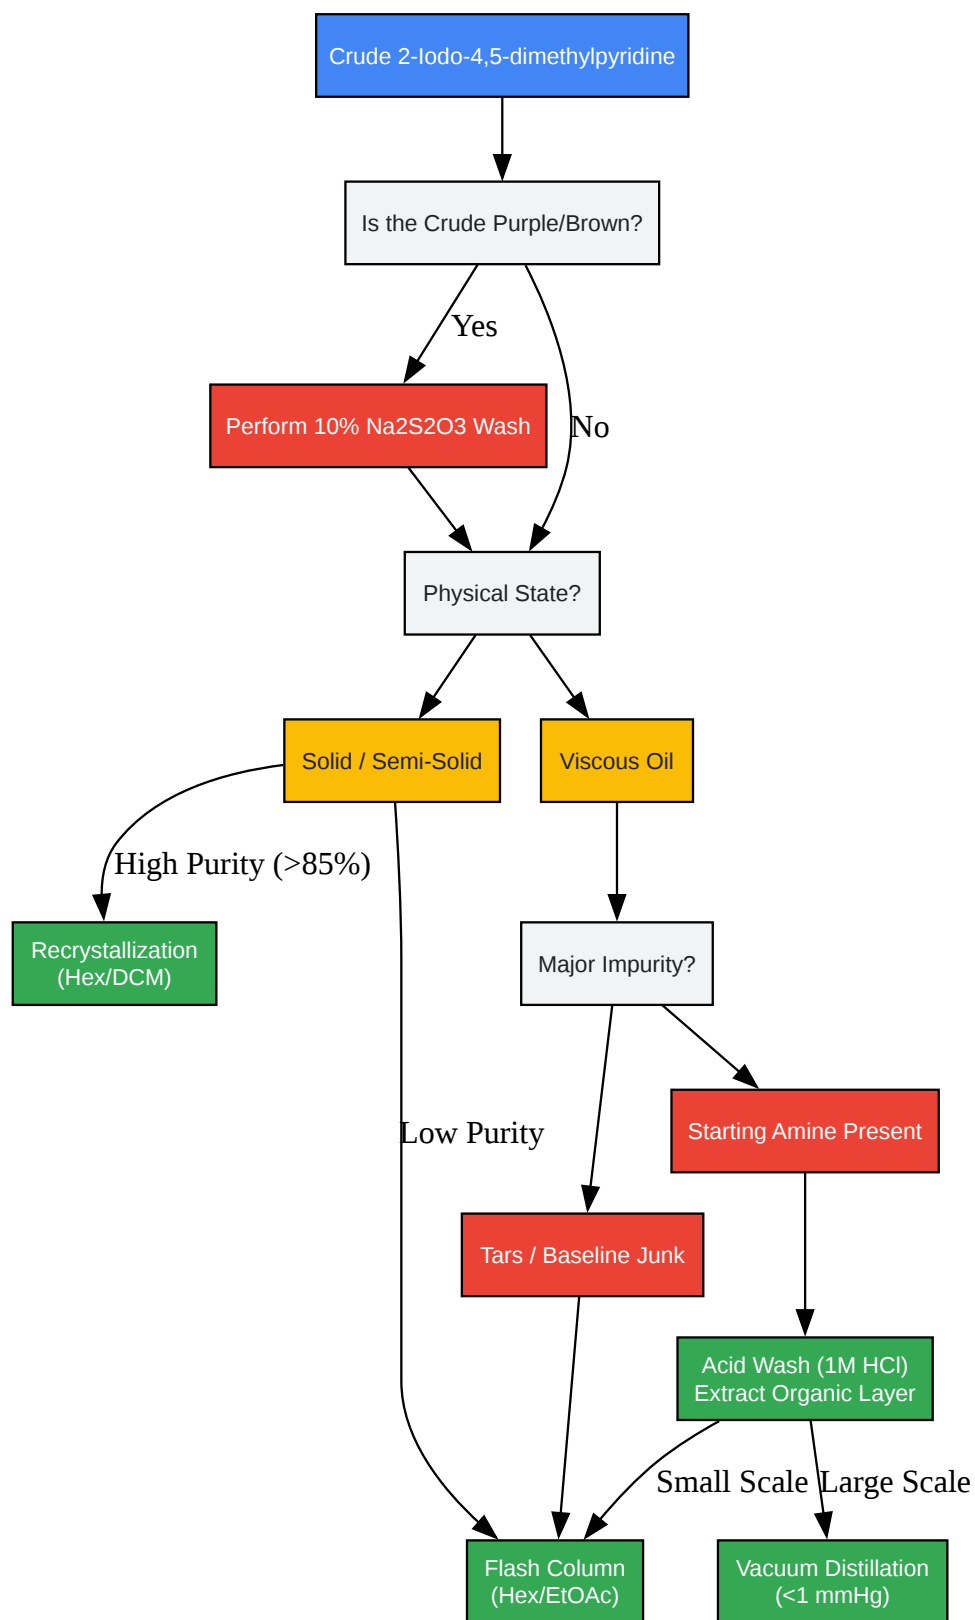 Crude 2-Iodo-4,5-dimethylpyridine
Is the Crude Purple/Brown?
Yes
Perform 10% Na2S2O3 Wash
No
Physical State?
Solid / Semi-Solid
Viscous Oil
High Purity (>85%)
Recrystallization
(Hex/DCM)
Major Impurity?
Low Purity
Starting Amine Present
Tars / Baseline Junk
Acid Wash (1M HCl)
Extract Organic Layer
Small Scale
Large Scale
Flash Column
(Hex/EtOAc)
Vacuum Distillation
(<1 mmHg)